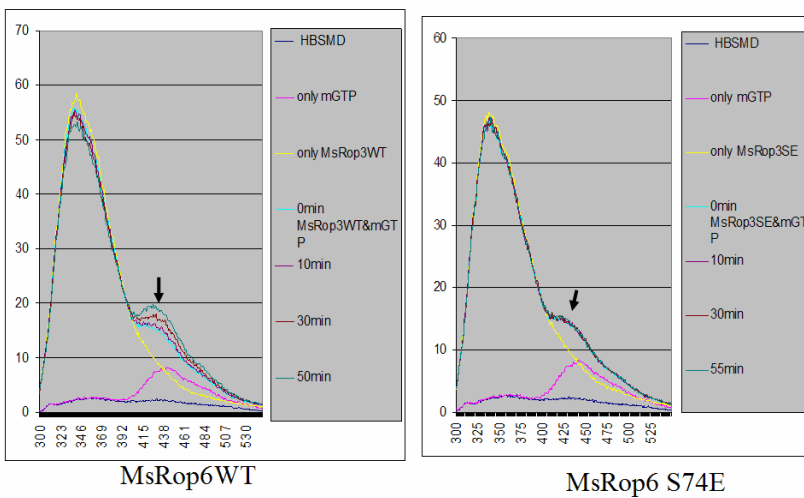 70
60
50
40
30
20
10
0
300 323 346 369 392 415 438 461 484 507 530
HBSMD
only mGTP
only MsRop3WT
0min
MsRop3WT&mGT
P
10min
30min
50min
MsRop6WT
60
50
40
30
20
10
0
300 325 350 375 400 425 450 475 500 525
HBSMD
only mGTP
only MsRop3SE
0min
MsRop3SE&mGT
P
10min
30min
55min
MsRop6 S74E